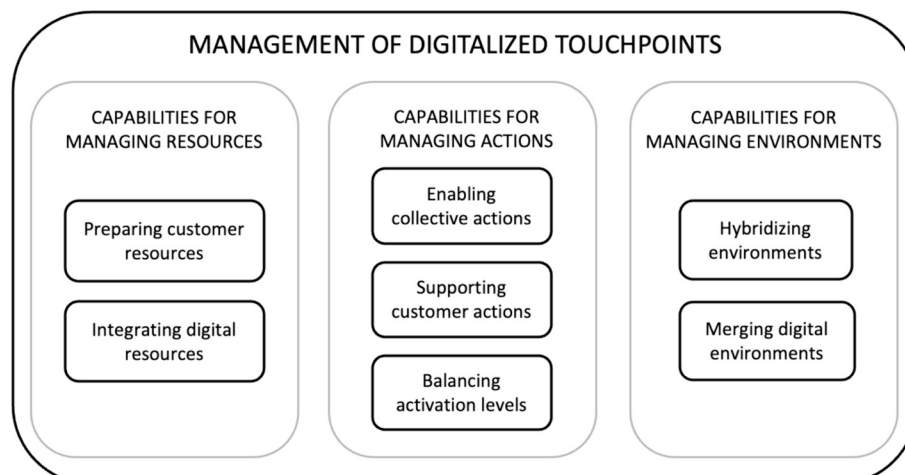 MANAGEMENT OF DIGITALIZED TOUCHPOINTS
CAPABILITIES FOR
MANAGING RESOURCES
Preparing customer
resources
Integrating digital
resources
CAPABILITIES FOR
MANAGING ACTIONS
Enabling
collective actions
Supporting
customer actions
Balancing
activation levels
CAPABILITIES FOR
MANAGING ENVIRONMENTS
Hybridizing
environments
Merging digital
environments